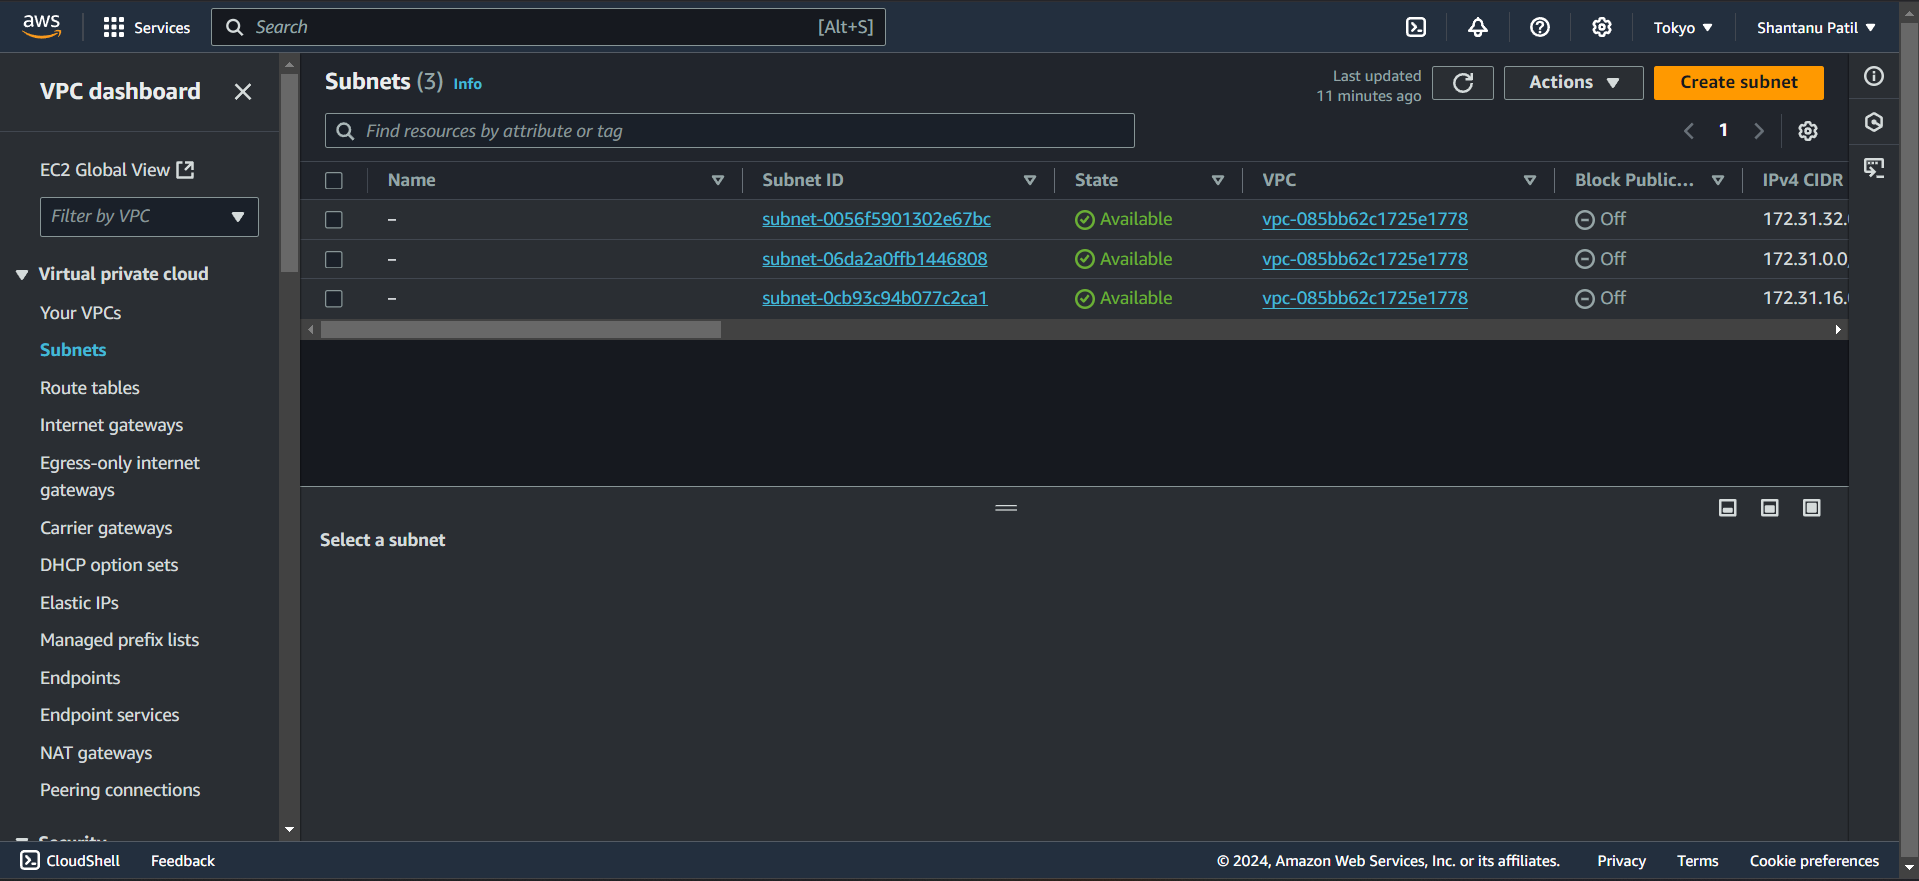 aws
Services
Search [Alt+S]
Tokyo
Shantanu Patil
VPC dashboard
EC2 Global View
Filter by VPC
Virtual private cloud
Your VPCs
Subnets
Route tables
Internet gateways
Egress-only internet
gateways
Carrier gateways
DHCP option sets
Elastic IPs
Managed prefix lists
Endpoints
Endpoint services
NAT gateways
Peering connections
Security
Subnets (3) Info
Last updated
11 minutes ago
Actions
Create subnet
Find resources by attribute or tag
1
Name Subnet ID State VPC Block Public... IPv4 CIDR
– subnet-0056f5901302e67bc Available vpc-085bb62c1725e1778 Off 172.31.32.
– subnet-06da2a0ffb1446808 Available vpc-085bb62c1725e1778 Off 172.31.0.0
– subnet-0cb93c94b077c2ca1 Available vpc-085bb62c1725e1778 Off 172.31.16.
Select a subnet
CloudShell Feedback © 2024, Amazon Web Services, Inc. or its affiliates. Privacy Terms Cookie preferences